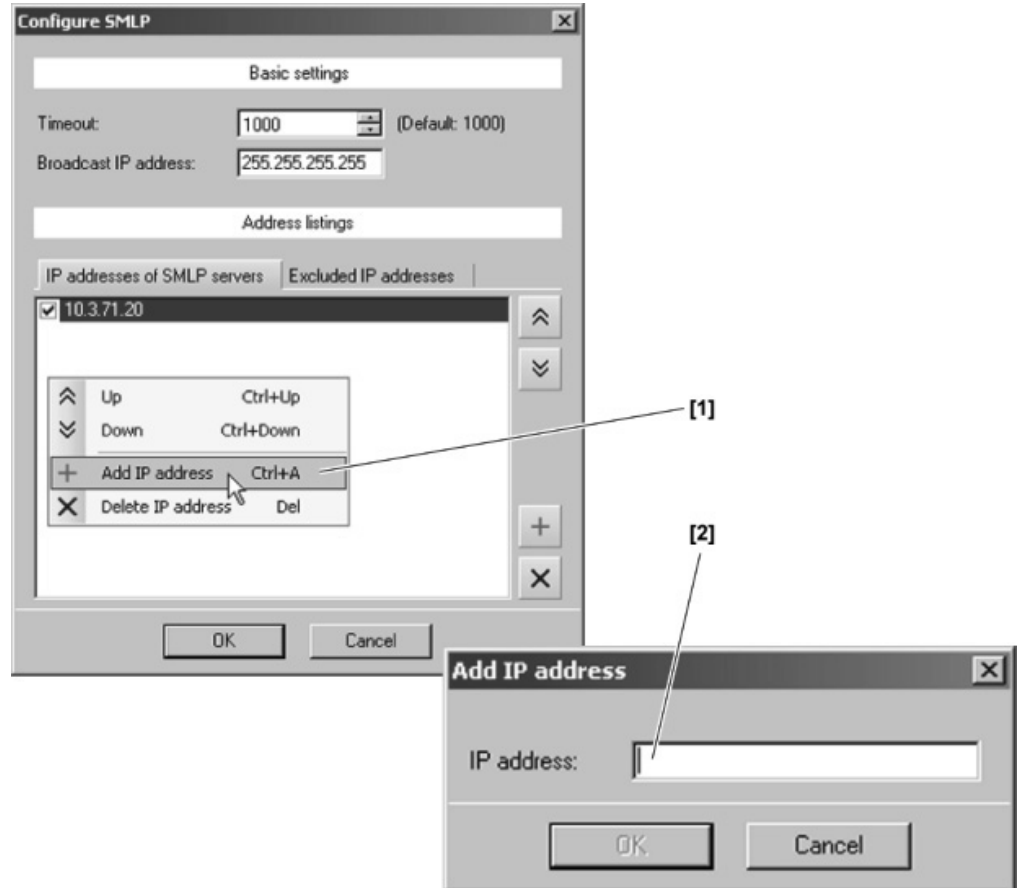 Configure SMLP
Basic settings
Timeout: 1000 (Default: 1000)
Broadcast IP address: 255.255.255.255
Address listings
IP addresses of SMLP servers Excluded IP addresses
10.3.71.20
Up Ctrl+Up
Down Ctrl+Down
Add IP address Ctrl+A
Delete IP address Del
OK Cancel
[1]
[2]
Add IP address
IP address:
OK Cancel